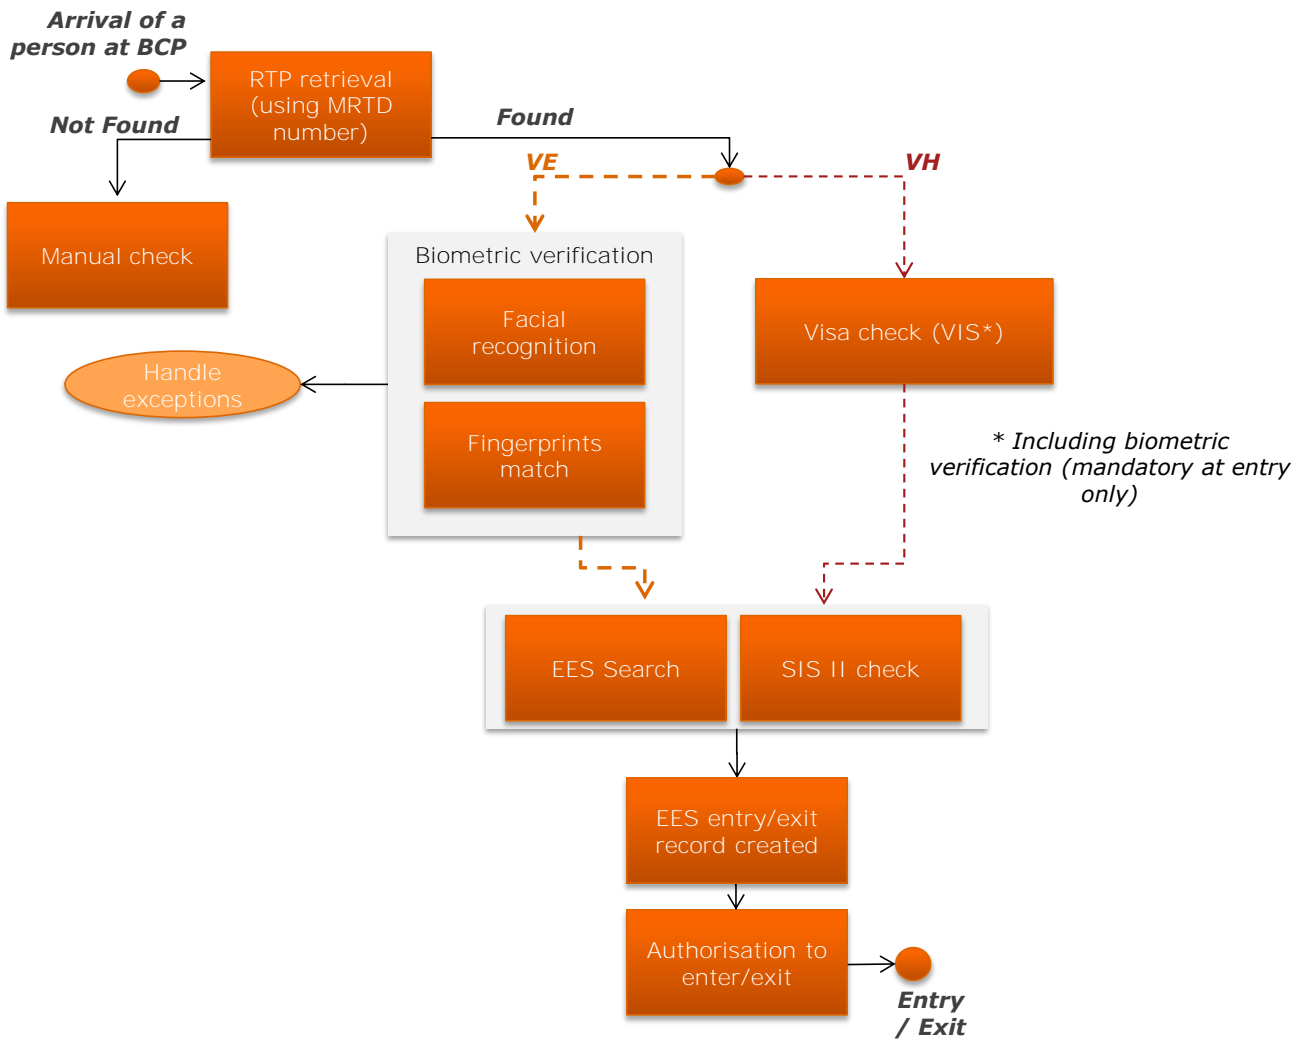 Arrival of a
person at BCP
RTP retrieval
(using MRTD
number)
Not Found
Found
VE
VH
Manual check
Biometric verification
Facial
recognition
Visa check (VIS*)
Handle
exceptions
Fingerprints
match
* Including biometric
verification (mandatory at entry
only)
EES Search
SIS II check
EES entry/exit
record created
Authorisation to
enter/exit
Entry
/ Exit